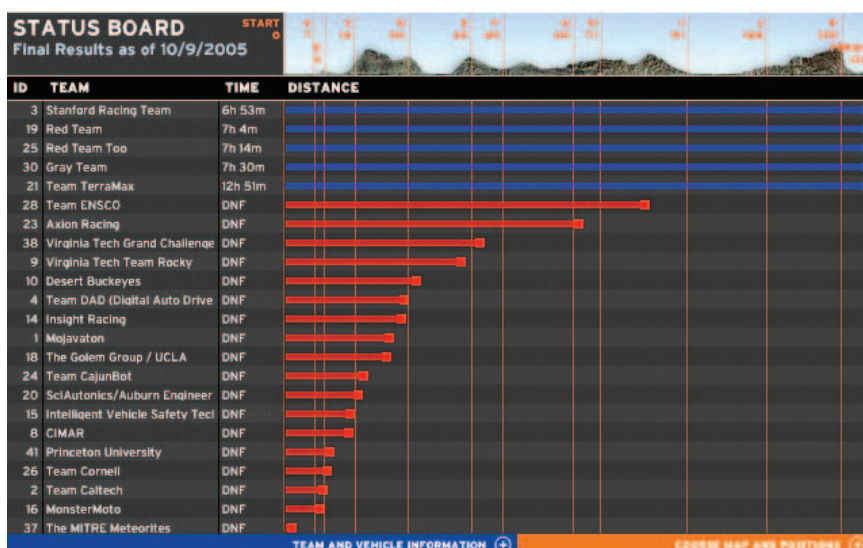 STATUS BOARD
START
0
Final Results as of 10/9/2005
ID TEAM TIME DISTANCE
3 Stanford Racing Team 6h 53m
19 Red Team 7h 4m
25 Red Team Too 7h 14m
30 Gray Team 7h 30m
21 Team TerraMax 12h 51m
28 Team ENSCO DNF
23 Axion Racing DNF
38 Virginia Tech Grand Challenge DNF
9 Virginia Tech Team Rocky DNF
10 Desert Buckeyes DNF
4 Team DAD (Digital Auto Drive DNF
14 Insight Racing DNF
1 Mojavaton DNF
18 The Golem Group / UCLA DNF
24 Team CajunBot DNF
20 SciAutonics/Auburn Engineer DNF
15 Intelligent Vehicle Safety Tecl DNF
8 CIMAR DNF
41 Princeton University DNF
26 Team Cornell DNF
2 Team Caltech DNF
16 MonsterMoto DNF
37 The MITRE Meteorites DNF
TEAM AND VEHICLE INFORMATION
COURSE MAP AND POSITIONS